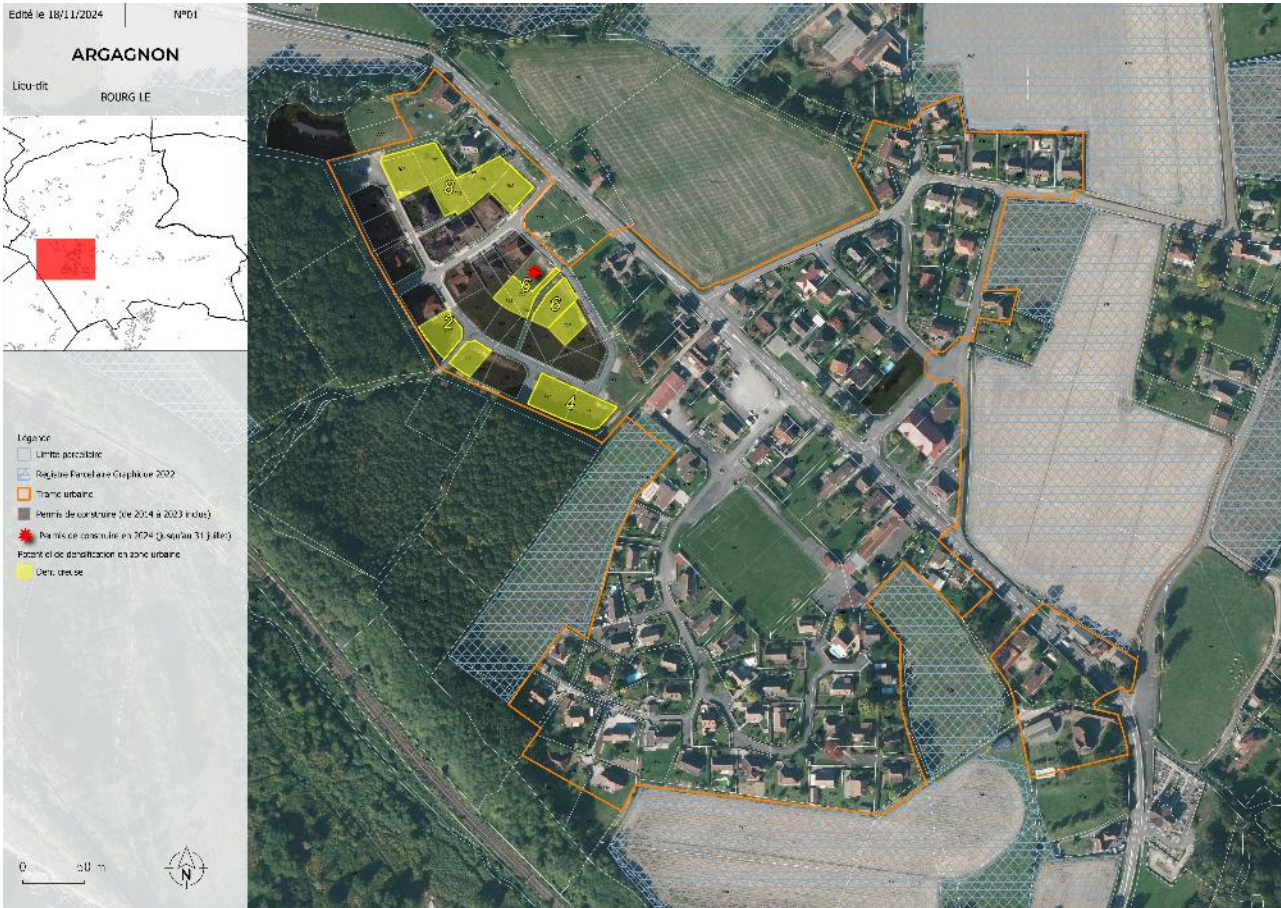 Edité le 18/11/2024
N°01
ARGAGNON
Lieu-dit
BOURG LE
Légende
Limite parcellaire
Registre Parcellaire Graphique 2022
Trame urbaine
Permis de construire (de 2014 à 2023 inclus)
Permis de construire en 2024 (jusqu'au 31 juillet)
Potentiel de densification en zone urbaine
Dent creuse
0 50 m
N
8
5
6
2
4